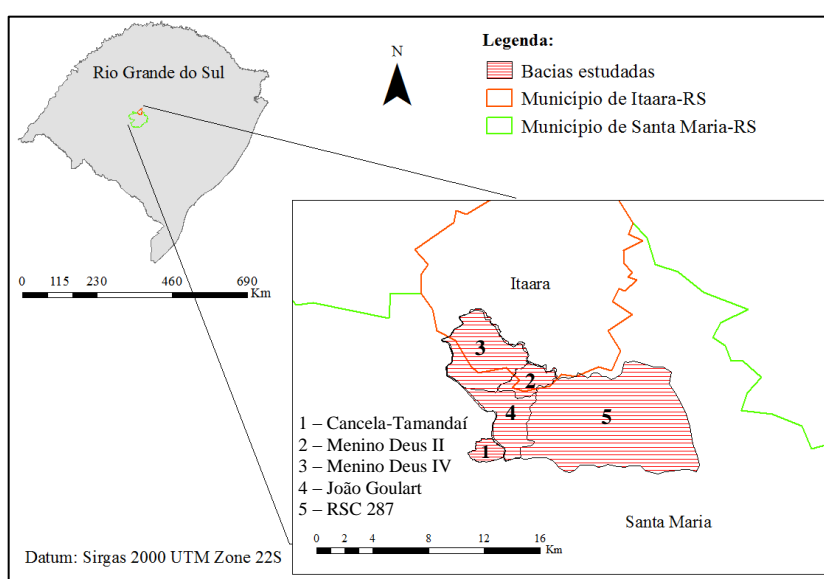 Rio Grande do Sul
N
Legenda:
Bacias estudadas
Município de Itaara-RS
Município de Santa Maria-RS
0 115 230 460 690
Km
Itaara
3
2
4
5
1
1 – Cancela-Tamandaí
2 – Menino Deus II
3 – Menino Deus IV
4 – João Goulart
5 – RSC 287
Santa Maria
0 2 4 8 12 16
Km
Datum: Sirgas 2000 UTM Zone 22S